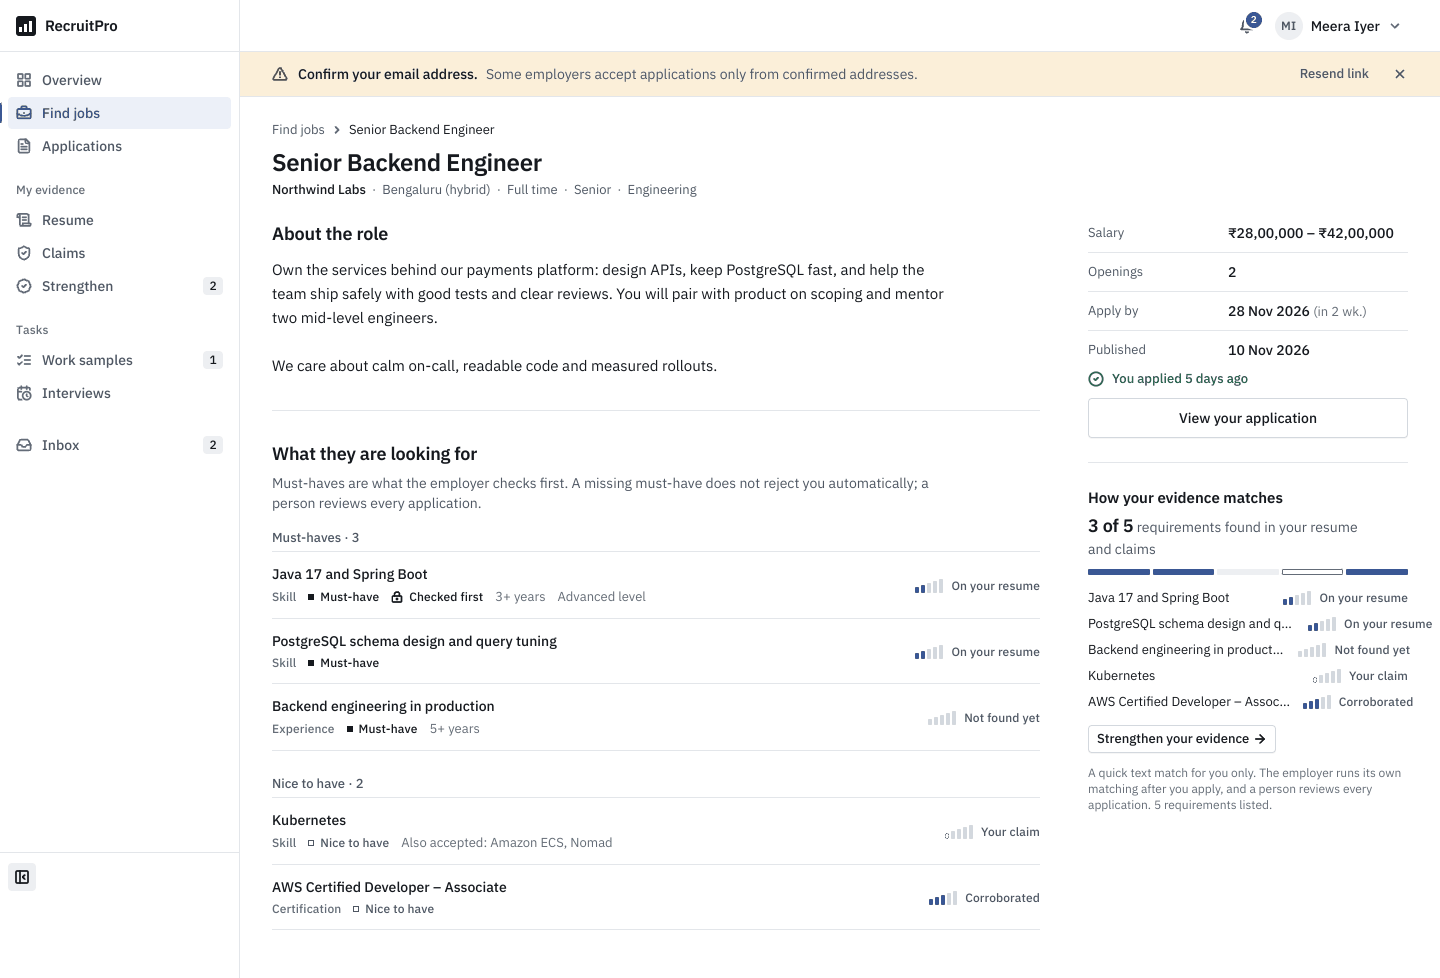 RecruitPro
2
MI
Meera Iyer
Overview
Find jobs
Applications
My evidence
Resume
Claims
Strengthen 2
Tasks
Work samples 1
Interviews
Inbox 2
Confirm your email address. Some employers accept applications only from confirmed addresses.
Resend link
Find jobs > Senior Backend Engineer
Senior Backend Engineer
Northwind Labs · Bengaluru (hybrid) · Full time · Senior · Engineering
About the role
Own the services behind our payments platform: design APIs, keep PostgreSQL fast, and help the
team ship safely with good tests and clear reviews. You will pair with product on scoping and mentor
two mid-level engineers.
We care about calm on-call, readable code and measured rollouts.
What they are looking for
Must-haves are what the employer checks first. A missing must-have does not reject you automatically; a
person reviews every application.
Must-haves · 3
Java 17 and Spring Boot
Skill Must-have Checked first 3+ years Advanced level
On your resume
PostgreSQL schema design and query tuning
Skill Must-have
On your resume
Backend engineering in production
Experience Must-have 5+ years
Not found yet
Nice to have · 2
Kubernetes
Skill Nice to have Also accepted: Amazon ECS, Nomad
Your claim
AWS Certified Developer – Associate
Certification Nice to have
Corroborated
Salary ₹28,00,000 – ₹42,00,000
Openings 2
Apply by 28 Nov 2026 (in 2 wk.)
Published 10 Nov 2026
You applied 5 days ago
View your application
How your evidence matches
3 of 5 requirements found in your resume
and claims
Java 17 and Spring Boot On your resume
PostgreSQL schema design and q... On your resume
Backend engineering in product... Not found yet
Kubernetes Your claim
AWS Certified Developer – Assoc... Corroborated
Strengthen your evidence →
A quick text match for you only. The employer runs its own
matching after you apply, and a person reviews every
application. 5 requirements listed.